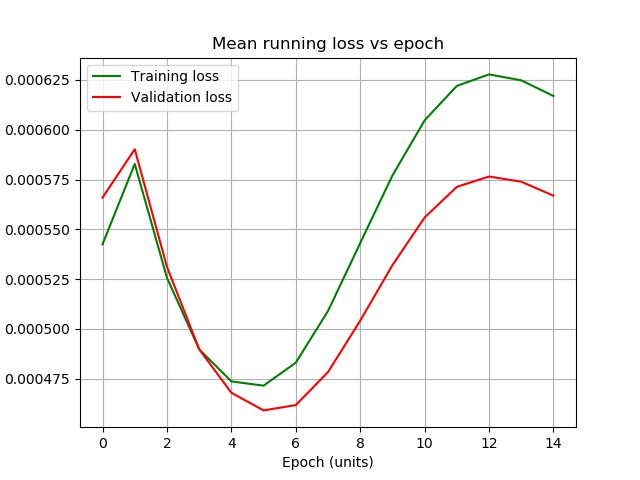 Mean running loss vs epoch
Training loss
Validation loss
0.000625
0.000600
0.000575
0.000550
0.000525
0.000500
0.000475
0 2 4 6 8 10 12 14
Epoch (units)